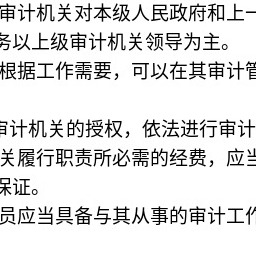 审计机关对本级人民政府和上一
务以上级审计机关领导为主。
根据工作需要，可以在其审计管
审计机关的授权，依法进行审计
关履行职责所必需的经费，应当
保证。
员应当具备与其从事的审计工作